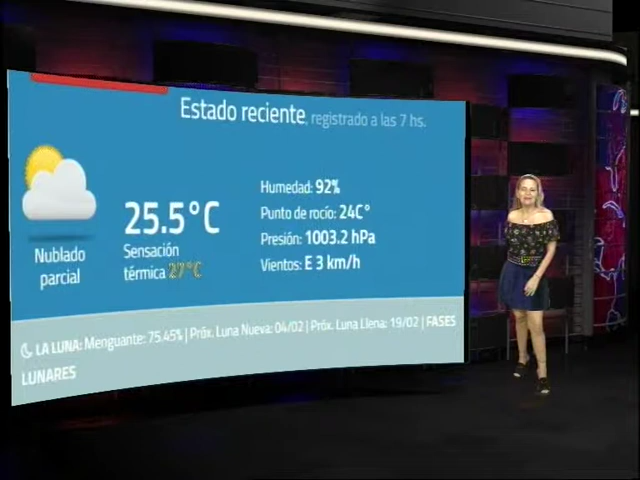 Estado reciente, registrado a las 7 hs.
25.5°C
Sensación
térmica 27°C
Nublado
parcial
Humedad: 92%
Punto de rocío: 24C°
Presión: 1003.2 hPa
Vientos: E 3 km/h
LA LUNA: Menguante: 75.45% | Próx. Luna Nueva: 04/02 | Próx. Luna Llena: 19/02 | FASES
LUNARES